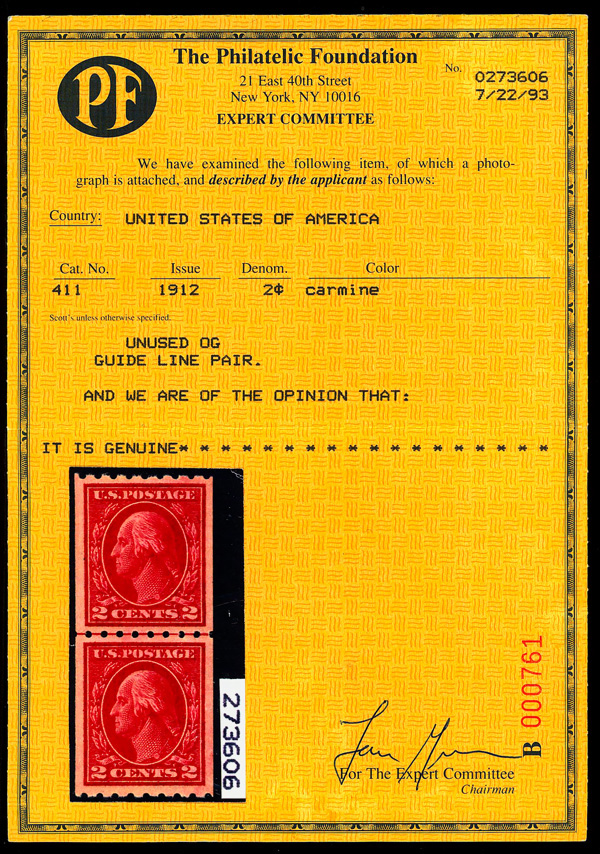 PF
The Philatelic Foundation
21 East 40th Street
New York, NY 10016
EXPERT COMMITTEE
No. 0273606
7/22/93
We have examined the following item, of which a photo-
graph is attached, and described by the applicant as follows:
Country: UNITED STATES OF AMERICA
Cat. No. Issue Denom. Color
411 1912 2¢ carmine
Scott's unless otherwise specified.
UNUSED OG
GUIDE LINE PAIR.
AND WE ARE OF THE OPINION THAT:
IT IS GENUINE* * * * * * * * * * * * * * * * * *
U.S. POSTAGE
2 CENTS 2
U.S. POSTAGE
2 CENTS 2
273606
B 000761
For The Expert Committee
Chairman